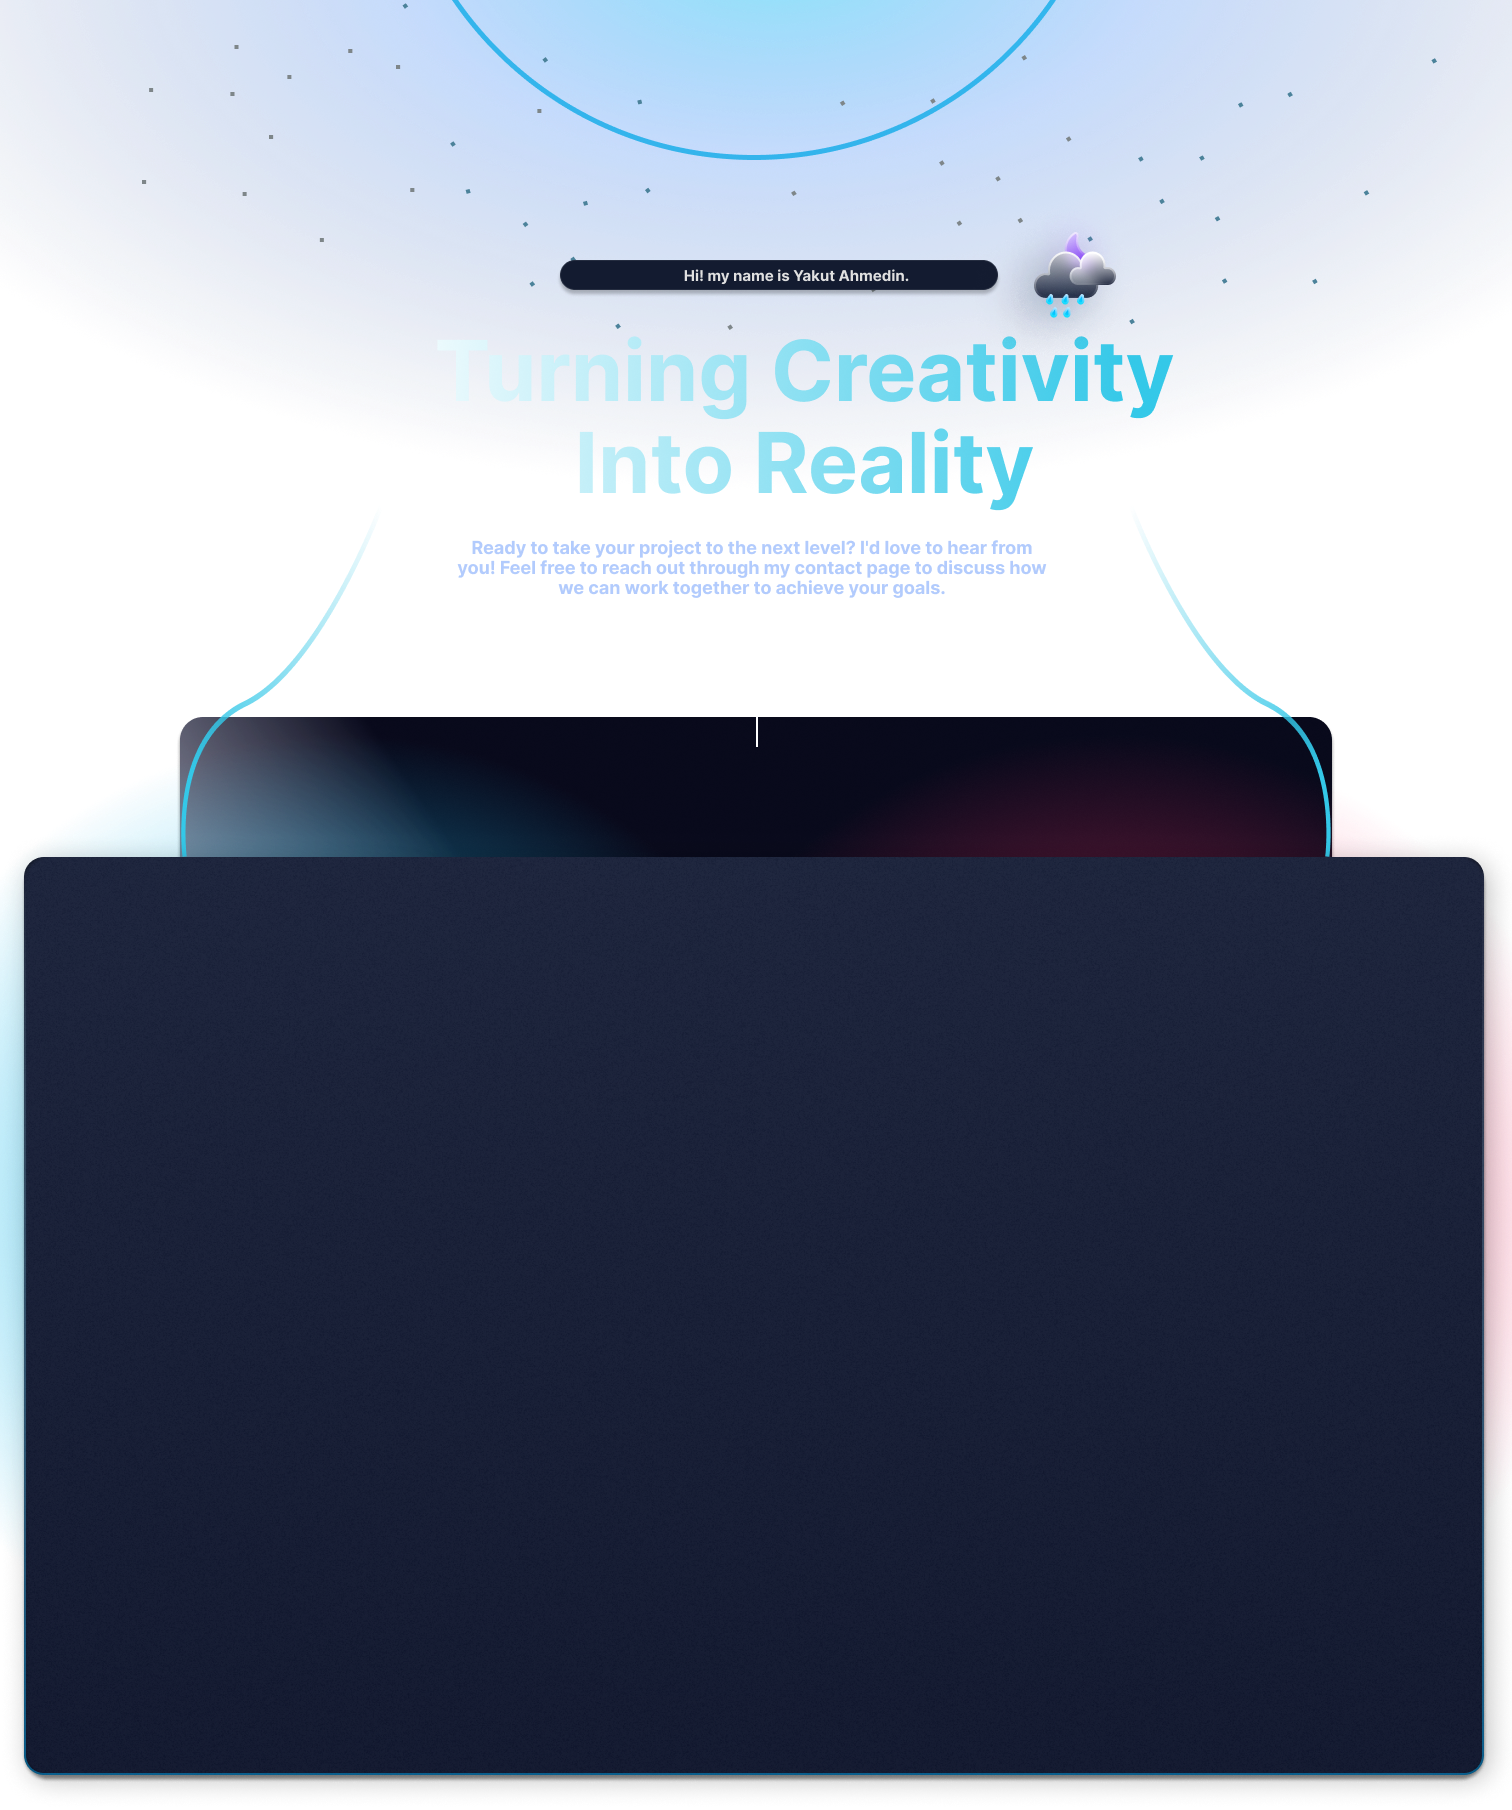 Hi! my name is Yakut Ahmedin.
Turning Creativity
Into Reality
Ready to take your project to the next level? I'd love to hear from
you! Feel free to reach out through my contact page to discuss how
we can work together to achieve your goals.